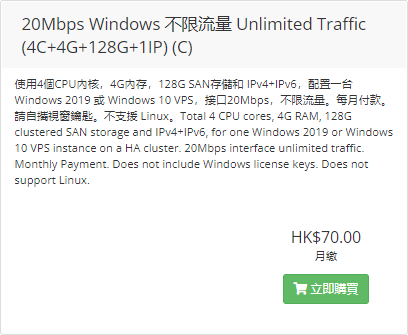 20Mbps Windows 不限流量 Unlimited Traffic
(4C+4G+128G+1IP) (C)
使用4個CPU內核，4G內存，128G SAN存儲和 IPv4+IPv6，配置一台
Windows 2019 或 Windows 10 VPS，接口20Mbps，不限流量。每月付款。
請自攜視窗鑰匙。不支援 Linux。Total 4 CPU cores, 4G RAM, 128G
clustered SAN storage and IPv4+IPv6, for one Windows 2019 or Windows
10 VPS instance on a HA cluster. 20Mbps interface unlimited traffic.
Monthly Payment. Does not include Windows license keys. Does not
support Linux.
HK$70.00
月繳
立即購買